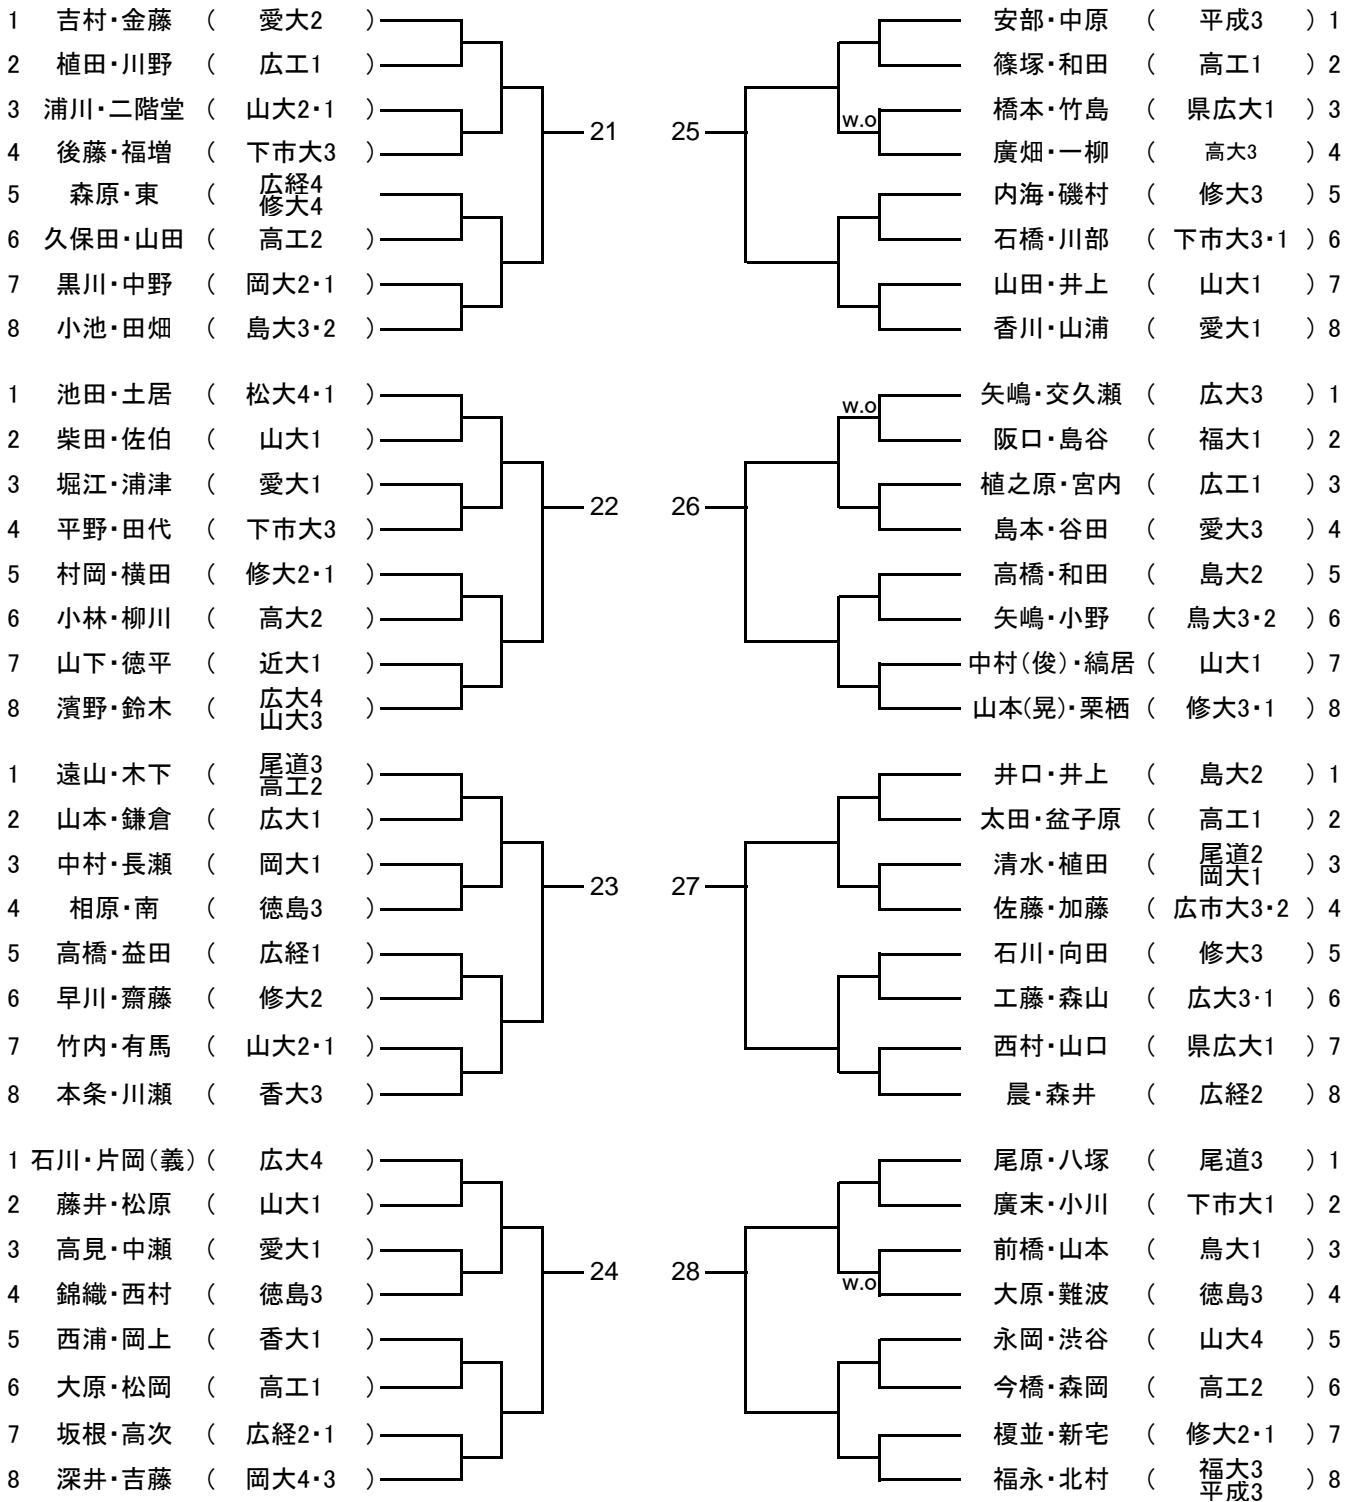 1 吉村・金藤 ( 愛大2 )
2 植田・川野 ( 広工1 )
3 浦川・二階堂 ( 山大2・1 )
4 後藤・福増 ( 下市大3 )
5 森原・東 ( 広経4 修大4
6 久保田・山田 ( 高工2 )
7 黒川・中野 ( 岡大2・1 )
8 小池・田畑 ( 島大3・2 )
21
1 池田・土居 ( 松大4・1 )
2 柴田・佐伯 ( 山大1 )
3 堀江・浦津 ( 愛大1 )
4 平野・田代 ( 下市大3 )
5 村岡・横田 ( 修大2・1 )
6 小林・柳川 ( 高大2 )
7 山下・徳平 ( 近大1 )
8 濱野・鈴木 ( 広大4 山大3 )
22
1 遠山・木下 ( 尾道3 高工2 )
2 山本・鎌倉 ( 広大1 )
3 中村・長瀬 ( 岡大1 )
4 相原・南 ( 徳島3 )
5 高橋・益田 ( 広経1 )
6 早川・齋藤 ( 修大2 )
7 竹内・有馬 ( 山大2・1 )
8 本条・川瀬 ( 香大3 )
23
1 石川・片岡(義) ( 広大4 )
2 藤井・松原 ( 山大1 )
3 高見・中瀬 ( 愛大1 )
4 錦織・西村 ( 徳島3 )
5 西浦・岡上 ( 香大1 )
6 大原・松岡 ( 高工1 )
7 坂根・高次 ( 広経2・1 )
8 深井・吉藤 ( 岡大4・3 )
24
25
安部・中原 ( 平成3 ) 1
篠塚・和田 ( 高工1 ) 2
橋本・竹島 ( 県広大1 ) 3
w.o
廣畑・一柳 ( 高大3 ) 4
内海・磯村 ( 修大3 ) 5
石橋・川部 ( 下市大3・1 ) 6
山田・井上 ( 山大1 ) 7
香川・山浦 ( 愛大1 ) 8
26
矢嶋・交久瀬 ( 広大3 ) 1
w.o
阪口・島谷 ( 福大1 ) 2
植之原・宮内 ( 広工1 ) 3
島本・谷田 ( 愛大3 ) 4
高橋・和田 ( 島大2 ) 5
矢嶋・小野 ( 鳥大3・2 ) 6
中村(俊)・縞居 ( 山大1 ) 7
山本(晃)・栗栖 ( 修大3・1 ) 8
27
井口・井上 ( 島大2 ) 1
太田・盆子原 ( 高工1 ) 2
清水・植田 ( 尾道2 岡大1 ) 3
佐藤・加藤 ( 広市大3・2 ) 4
石川・向田 ( 修大3 ) 5
工藤・森山 ( 広大3・1 ) 6
西村・山口 ( 県広大1 ) 7
晨・森井 ( 広経2 ) 8
28
尾原・八塚 ( 尾道3 ) 1
廣末・小川 ( 下市大1 ) 2
前橋・山本 ( 鳥大1 ) 3
w.o
大原・難波 ( 徳島3 ) 4
永岡・渋谷 ( 山大4 ) 5
今橋・森岡 ( 高工2 ) 6
榎並・新宅 ( 修大2・1 ) 7
福永・北村 ( 福大3 平成3 ) 8